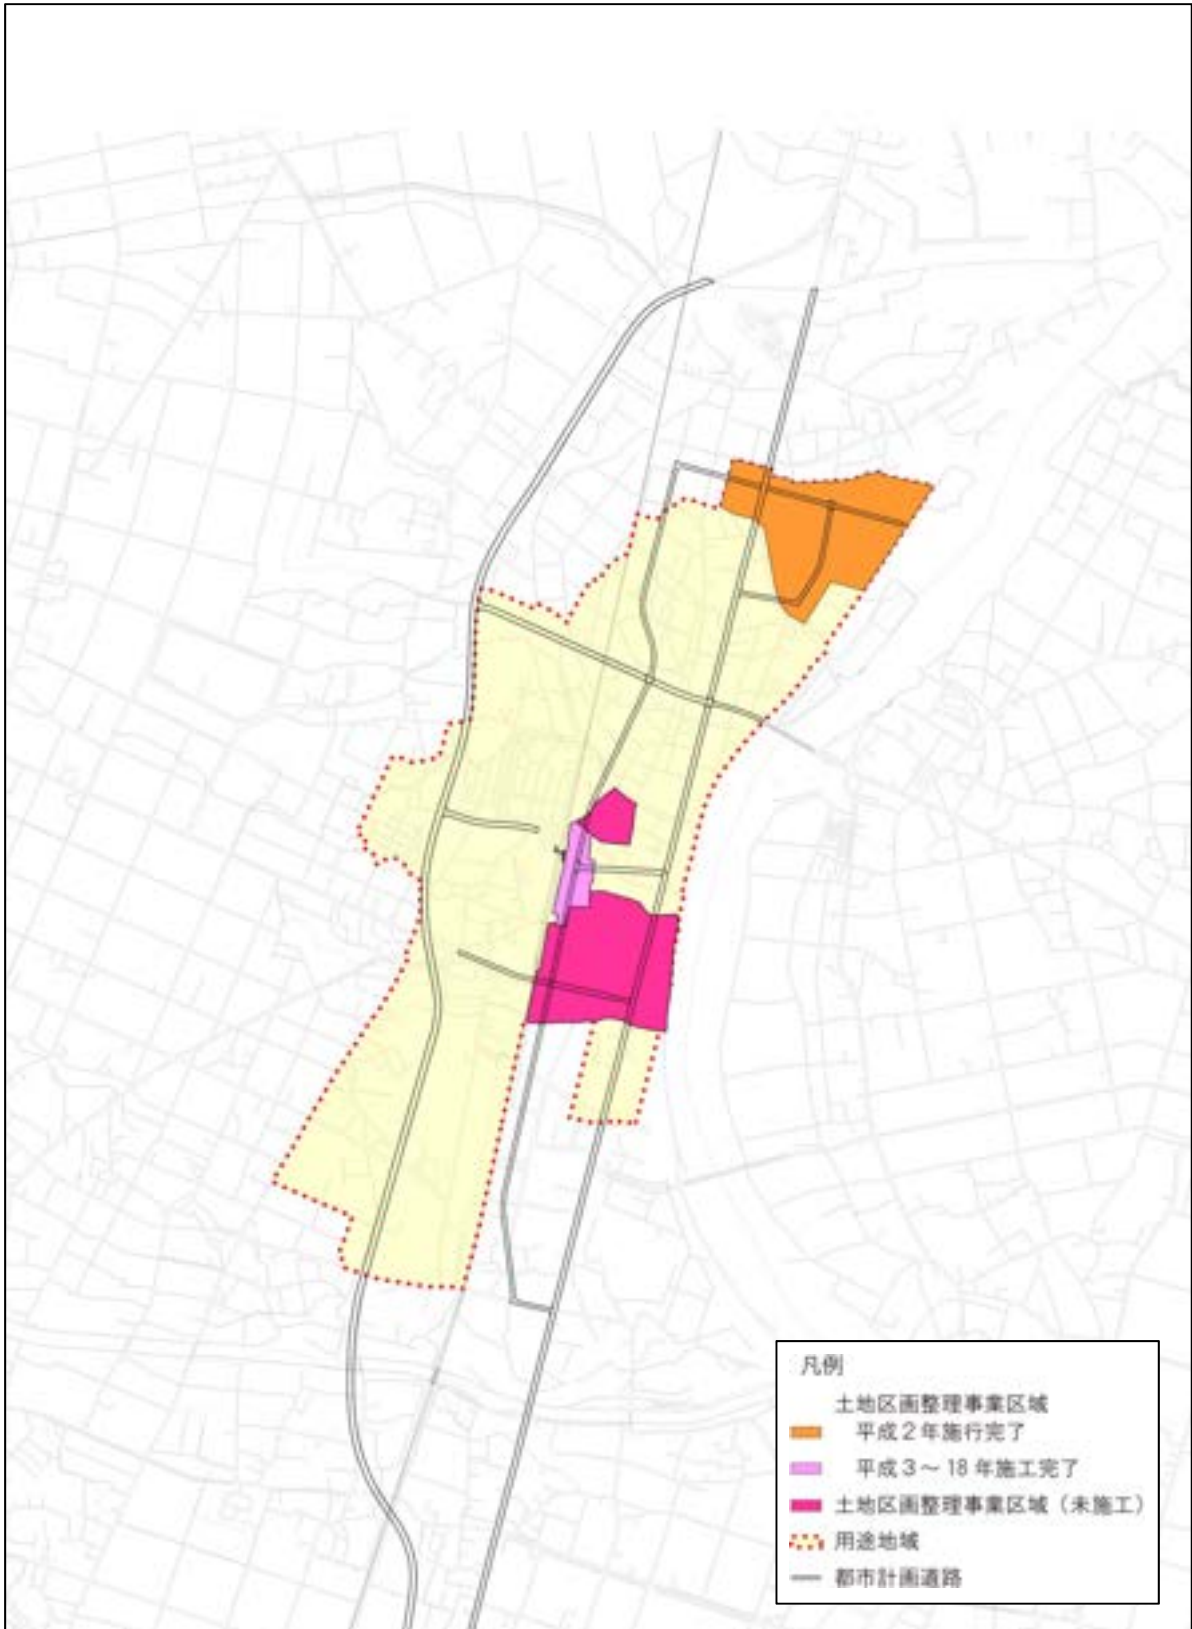 凡例
土地区画整理事業区域
平成２年施行完了
平成３～18年施工完了
土地区画整理事業区域（未施工）
用途地域
都市計画道路